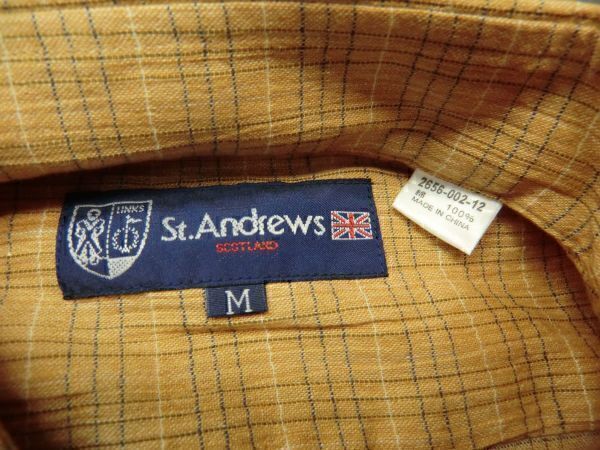 LINKS
St.Andrews
SCOTLAND
M
2656-002-12
綿 100%
MADE IN CHINA